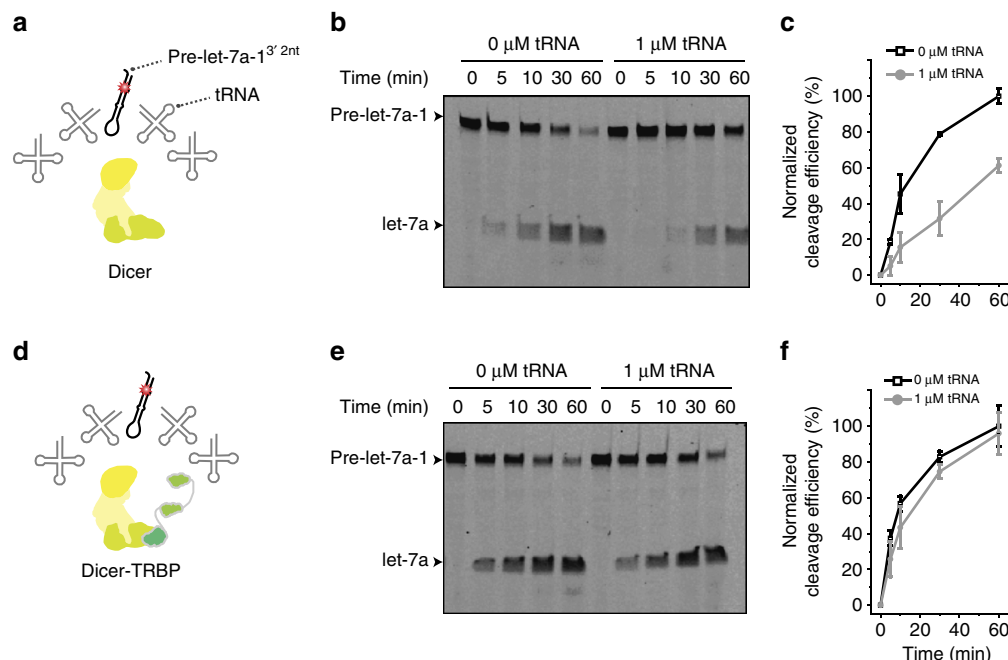 a
Pre-let-7a-1 3′ 2nt
tRNA
Dicer
b
0 μM tRNA 1 μM tRNA
Time (min) 0 5 10 30 60 0 5 10 30 60
Pre-let-7a-1
let-7a
c
0 μM tRNA
1 μM tRNA
Normalized
cleavage efficiency (%)
100
80
60
40
20
0
0 20 40 60
d
Dicer-TRBP
e
0 μM tRNA 1 μM tRNA
Time (min) 0 5 10 30 60 0 5 10 30 60
Pre-let-7a-1
let-7a
f
0 μM tRNA
1 μM tRNA
Normalized
cleavage efficiency (%)
100
80
60
40
20
0
0 20 40 60
Time (min)